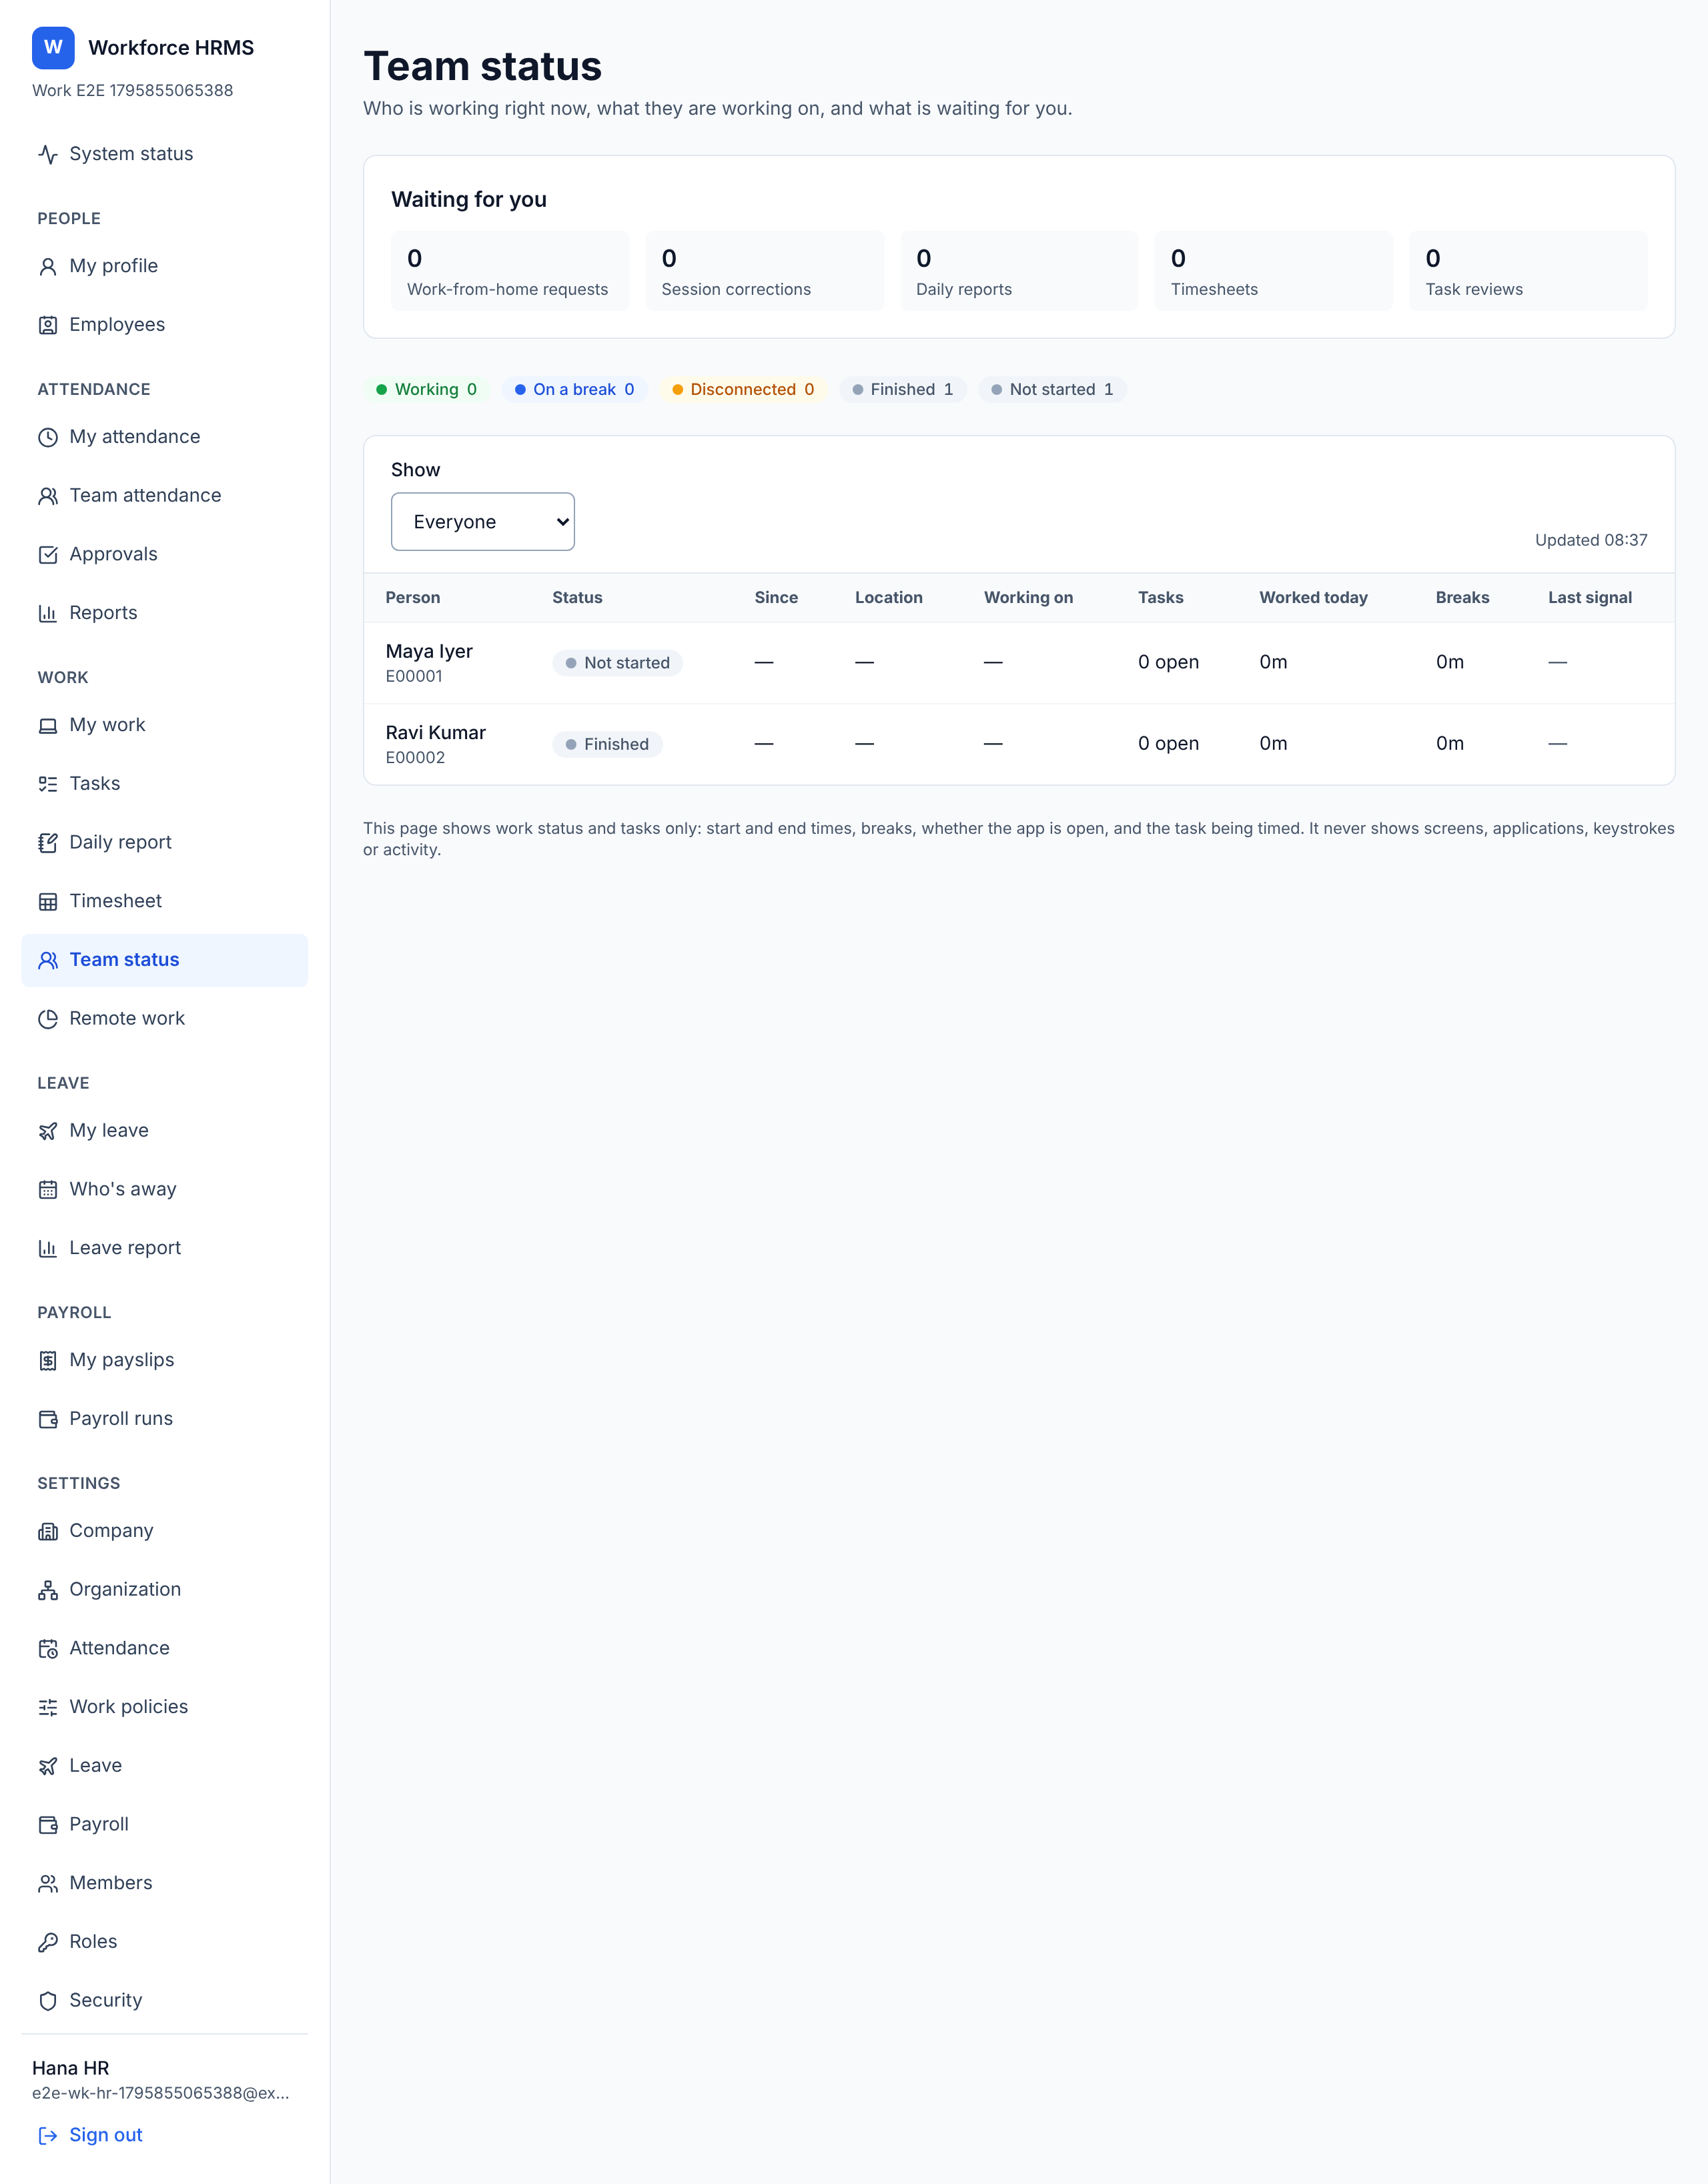 W
Workforce HRMS
Work E2E 1795855065388
System status
PEOPLE
My profile
Employees
ATTENDANCE
My attendance
Team attendance
Approvals
Reports
WORK
My work
Tasks
Daily report
Timesheet
Team status
Remote work
LEAVE
My leave
Who's away
Leave report
PAYROLL
My payslips
Payroll runs
SETTINGS
Company
Organization
Attendance
Work policies
Leave
Payroll
Members
Roles
Security
Hana HR
e2e-wk-hr-1795855065388@ex...
Sign out
Team status
Who is working right now, what they are working on, and what is waiting for you.
Waiting for you
0 0 0 0 0
Work-from-home requests Session corrections Daily reports Timesheets Task reviews
Working 0 On a break 0 Disconnected 0 Finished 1 Not started 1
Show
Everyone
Updated 08:37
Person Status Since Location Working on Tasks Worked today Breaks Last signal
Maya Iyer
E00001
Not started — — — 0 open 0m 0m —
Ravi Kumar
E00002
Finished — — — 0 open 0m 0m —
This page shows work status and tasks only: start and end times, breaks, whether the app is open, and the task being timed. It never shows screens, applications, keystrokes
or activity.